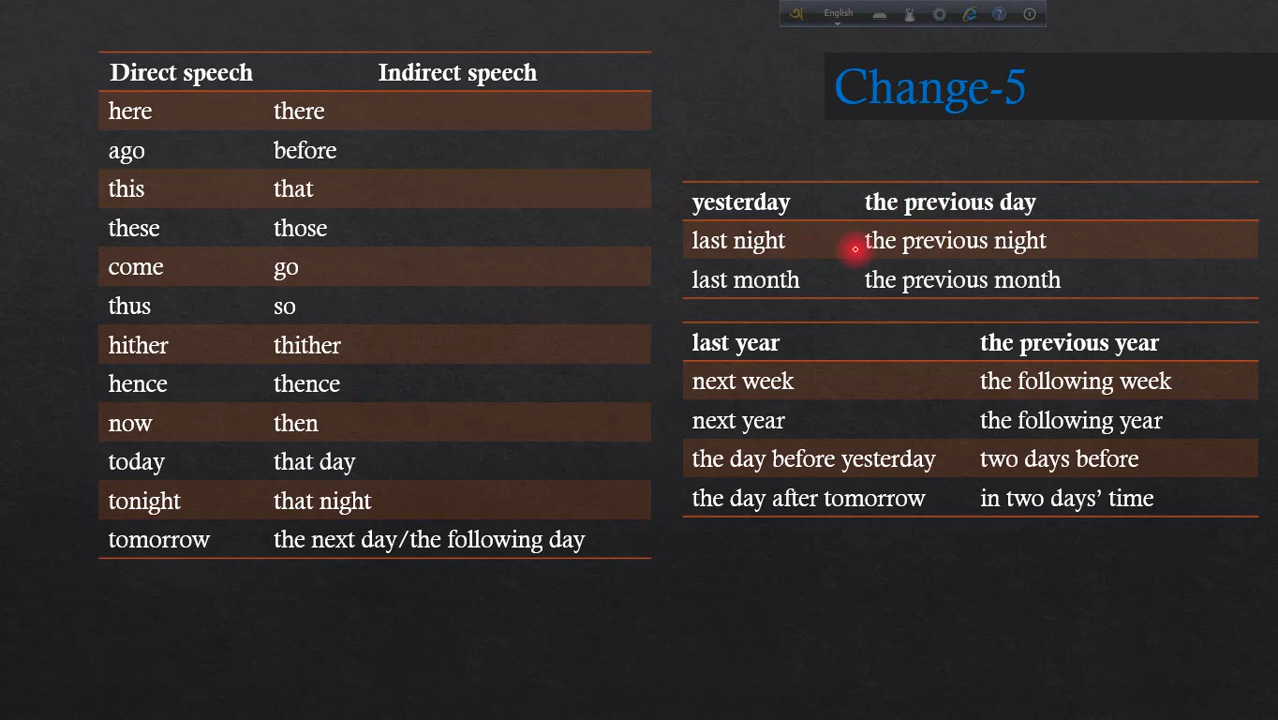 অ English
Change-5
Direct speech Indirect speech
here there
ago before
this that
these those
come go
thus so
hither thither
hence thence
now then
today that day
tonight that night
tomorrow the next day/the following day
yesterday the previous day
last night the previous night
last month the previous month
last year the previous year
next week the following week
next year the following year
the day before yesterday two days before
the day after tomorrow in two days’ time